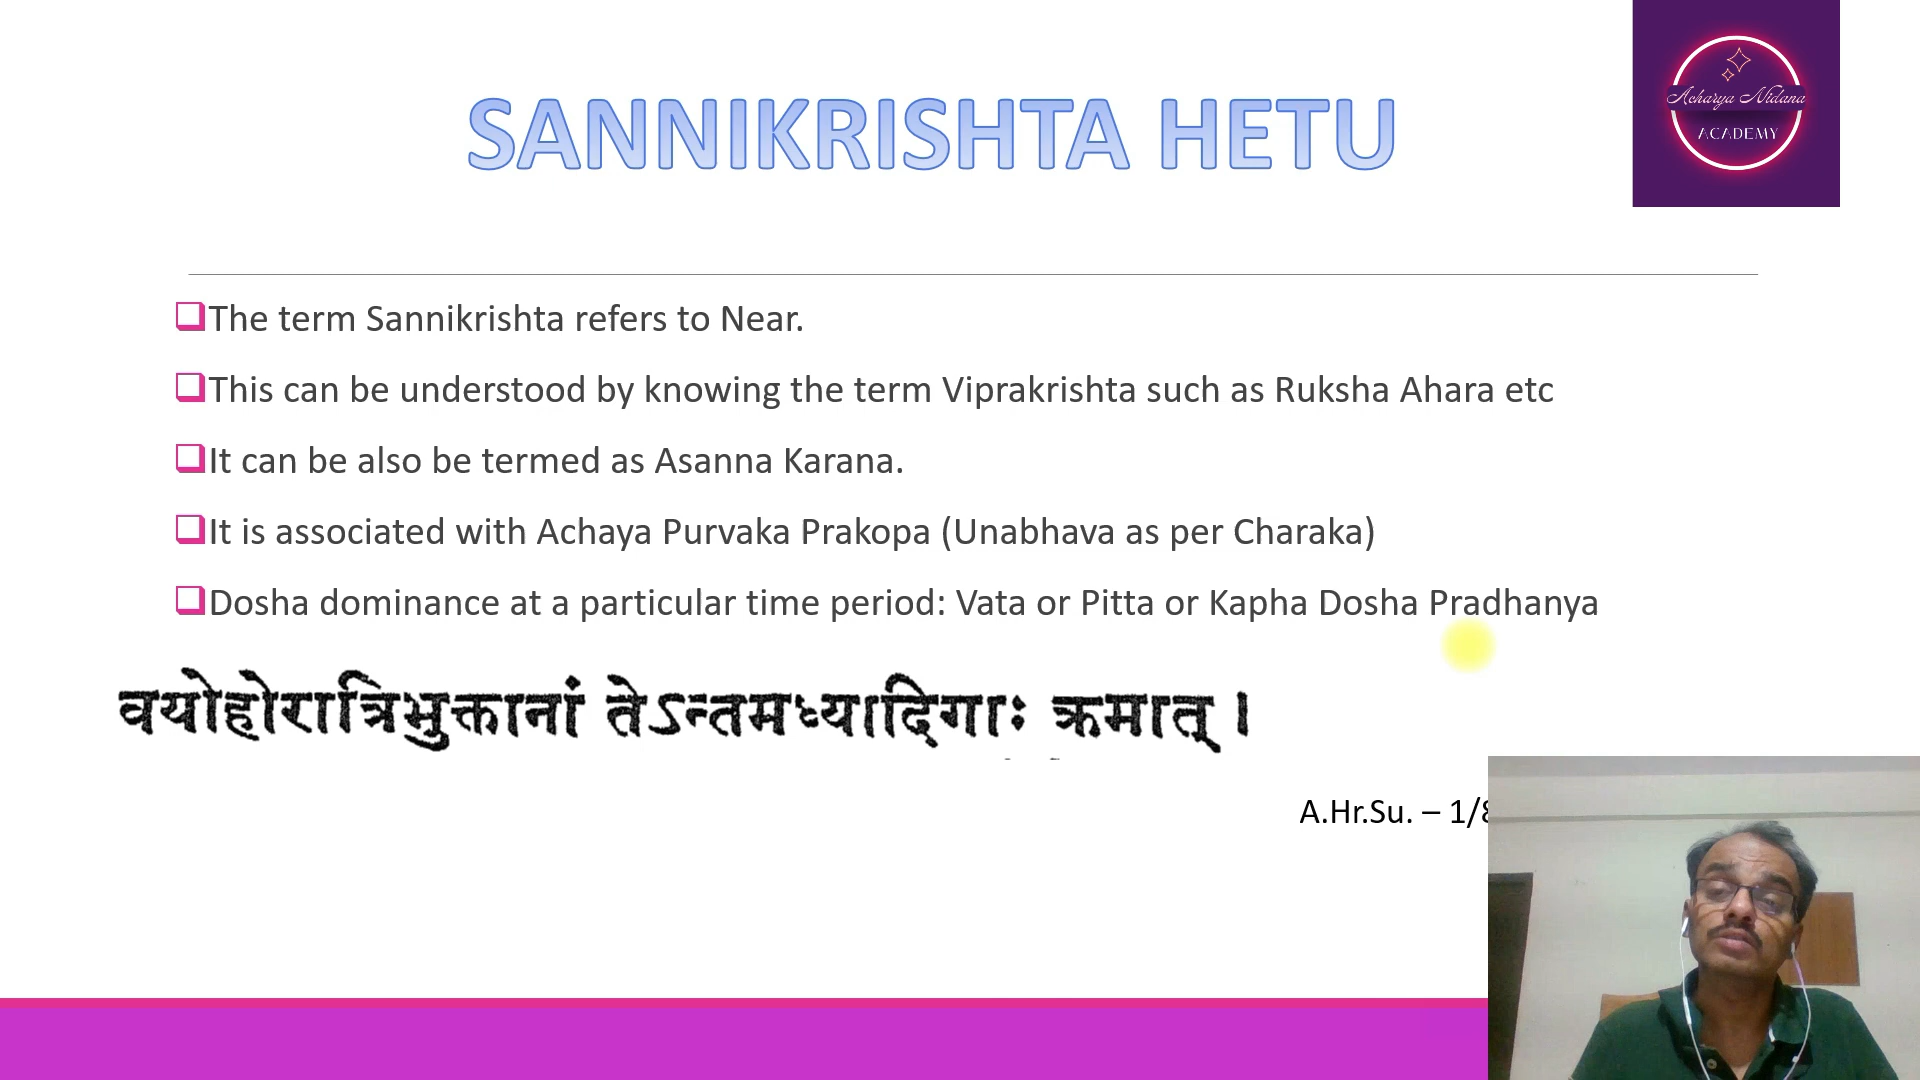 SANNIKRISHTA HETU
Acharya Nidana
ACADEMY
The term Sannikrishta refers to Near.
This can be understood by knowing the term Viprakrishta such as Ruksha Ahara etc
It can be also be termed as Asanna Karana.
It is associated with Achaya Purvaka Prakopa (Unabhava as per Charaka)
Dosha dominance at a particular time period: Vata or Pitta or Kapha Dosha Pradhanya
वयोहोरात्रिभुक्तानां तेऽन्तमध्यादिगाः क्रमात् ।
A.Hr.Su. – 1/8